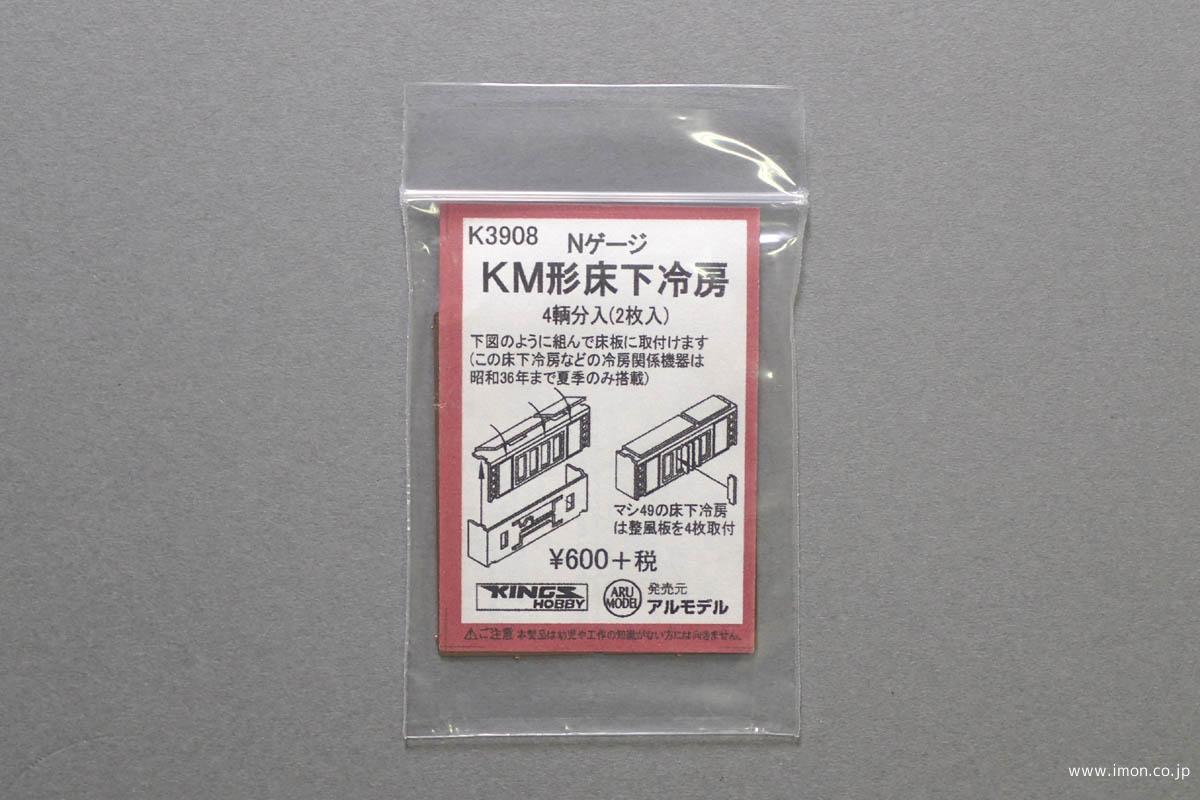 K3908 Nゲージ
KM形床下冷房
4輌分入(2枚入)
下図のように組んで床板に取付けます
(この床下冷房などの冷房関係機器は
昭和36年まで夏季のみ搭載)
マシ49の床下冷房
は整風板を4枚取付
¥600+税
KINGS HOBBY
ARU MODEL
発売元
アルモデル
⚠ご注意 本製品は幼児や工作の知識がない方には向きません。
www.imon.co.jp